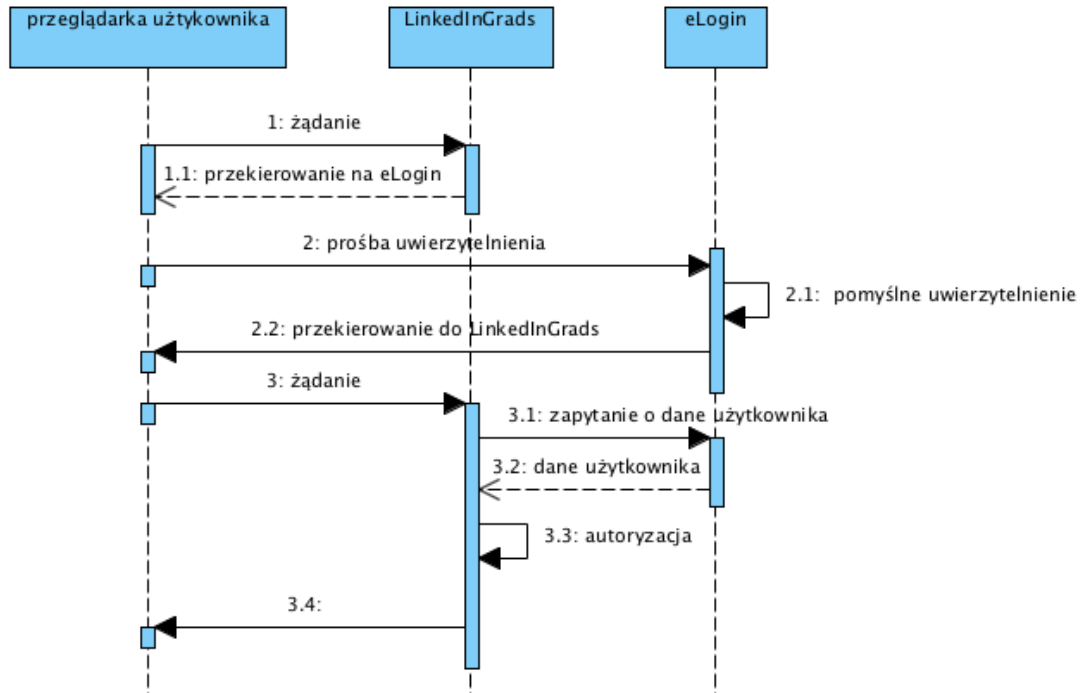 przeglądarka użtykownika
LinkedInGrads
eLogin
1: żądanie
1.1: przekierowanie na eLogin
2: prośba uwierzytelnienia
2.1: pomyślne uwierzytelnienie
2.2: przekierowanie do LinkedInGrads
3: żądanie
3.1: zapytanie o dane użytkownika
3.2: dane użytkownika
3.3: autoryzacja
3.4: